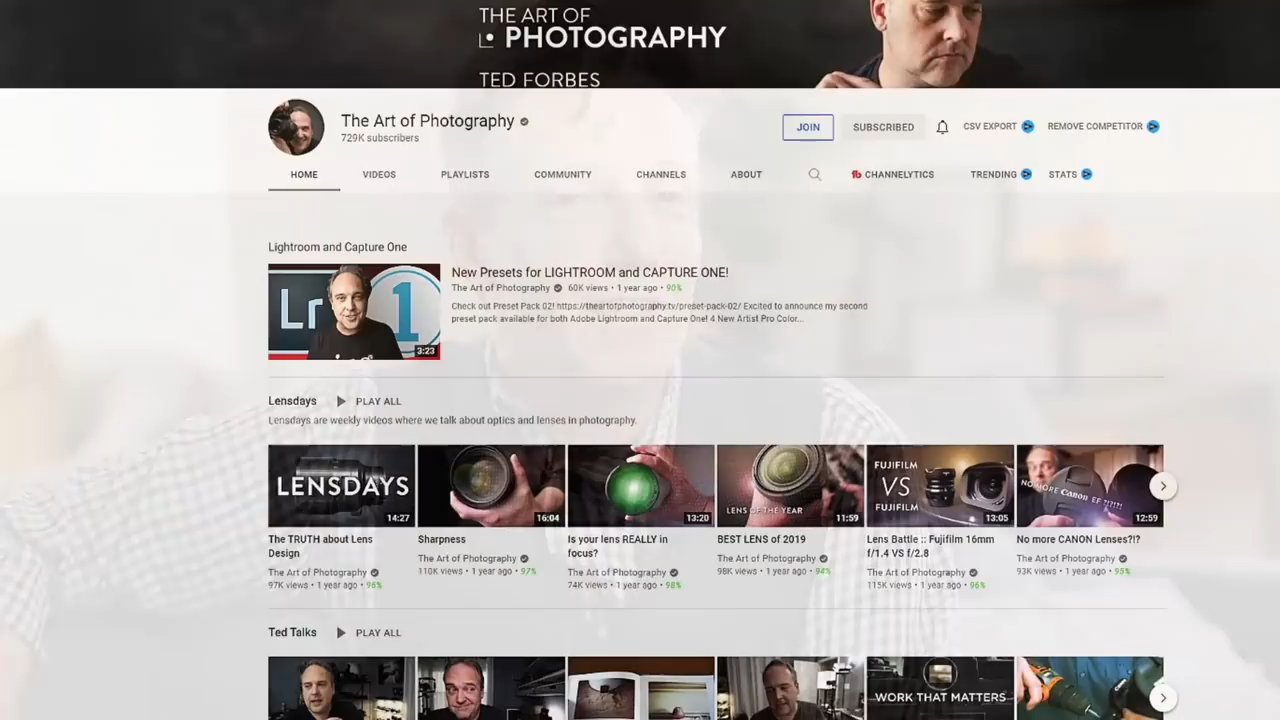 THE ART OF
PHOTOGRAPHY
TED FORBES
The Art of Photography
729K subscribers
JOIN
SUBSCRIBED
CSV EXPORT
REMOVE COMPETITOR
HOME
VIDEOS
PLAYLISTS
COMMUNITY
CHANNELS
ABOUT
CHANNELYTICS
TRENDING
STATS
Lightroom and Capture One
Lr
1
3:23
New Presets for LIGHTROOM and CAPTURE ONE!
The Art of Photography 60K views • 1 year ago • 90%
Check out Preset Pack 02! https://theartofphotography.tv/preset-pack-02/ Excited to announce my second
preset pack available for both Adobe Lightroom and Capture One! 4 New Artist Pro Color...
Lensdays
PLAY ALL
Lensdays are weekly videos where we talk about optics and lenses in photography.
LENSDAYS
14:27
The TRUTH about Lens
Design
The Art of Photography
97K views • 1 year ago • 96%
16:04
Sharpness
The Art of Photography
110K views • 1 year ago • 97%
13:20
Is your lens REALLY in
focus?
The Art of Photography
74K views • 1 year ago • 98%
LENS OF THE YEAR
11:59
BEST LENS of 2019
The Art of Photography
98K views • 1 year ago • 94%
FUJIFILM
VS
FUJIFILM
13:05
Lens Battle :: Fujifilm 16mm
f/1.4 VS f/2.8
The Art of Photography
115K views • 1 year ago • 96%
NO MORE Canon EF ?!?!!
12:59
No more CANON Lenses?!?
The Art of Photography
93K views • 1 year ago • 95%
Ted Talks
PLAY ALL
WORK THAT MATTERS